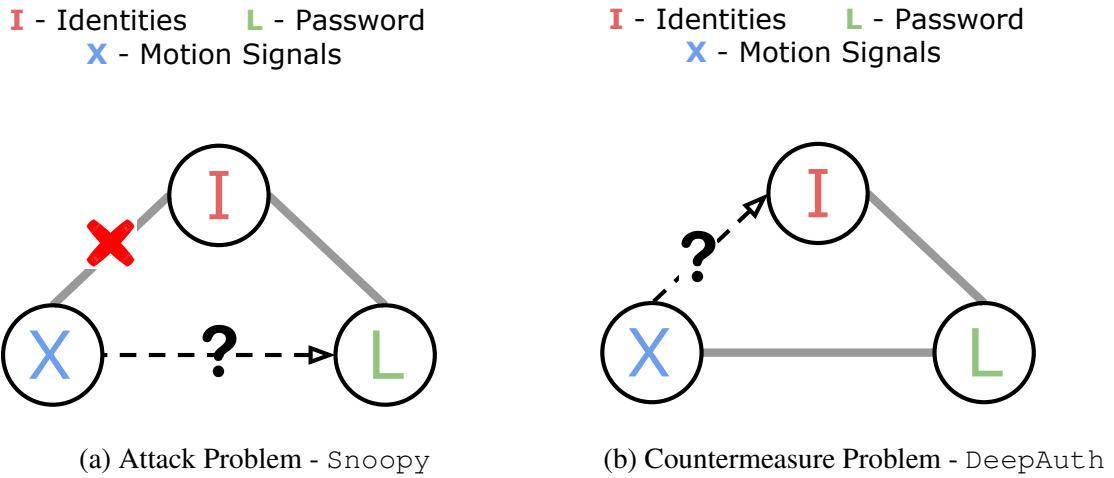 I - Identities L - Password
X - Motion Signals
I
X
?
L
(a) Attack Problem - Snoopy
I - Identities L - Password
X - Motion Signals
I
?
X
L
(b) Countermeasure Problem - DeepAuth